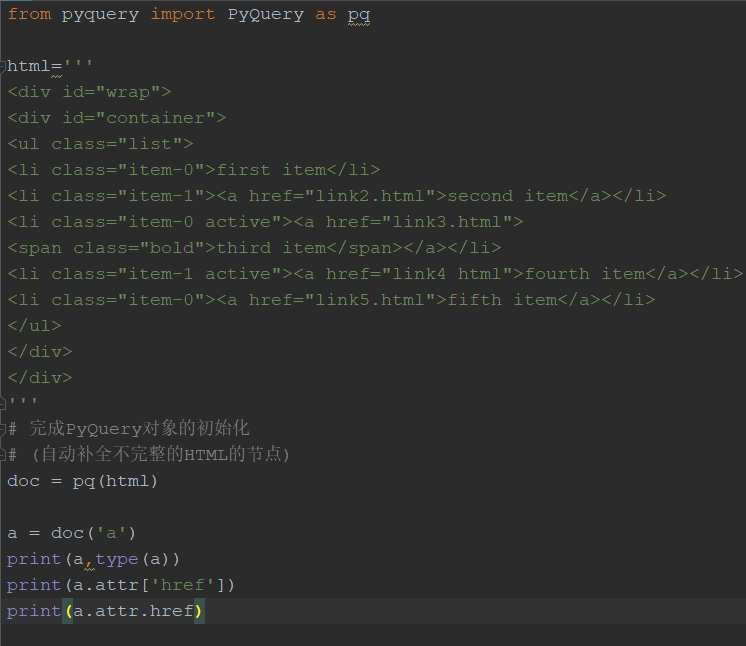 from pyquery import PyQuery as pq
html='''
<div id="wrap">
<div id="container">
<ul class="list">
<li class="item-0">first item</li>
<li class="item-1"><a href="link2.html">second item</a></li>
<li class="item-0 active"><a href="link3.html">
<span class="bold">third item</span></a></li>
<li class="item-1 active"><a href="link4 html">fourth item</a></li>
<li class="item-0"><a href="link5.html">fifth item</a></li>
</ul>
</div>
</div>
'''
# 完成PyQuery对象的初始化
# (自动补全不完整的HTML的节点)
doc = pq(html)
a = doc('a')
print(a,type(a))
print(a.attr['href'])
print(a.attr.href)